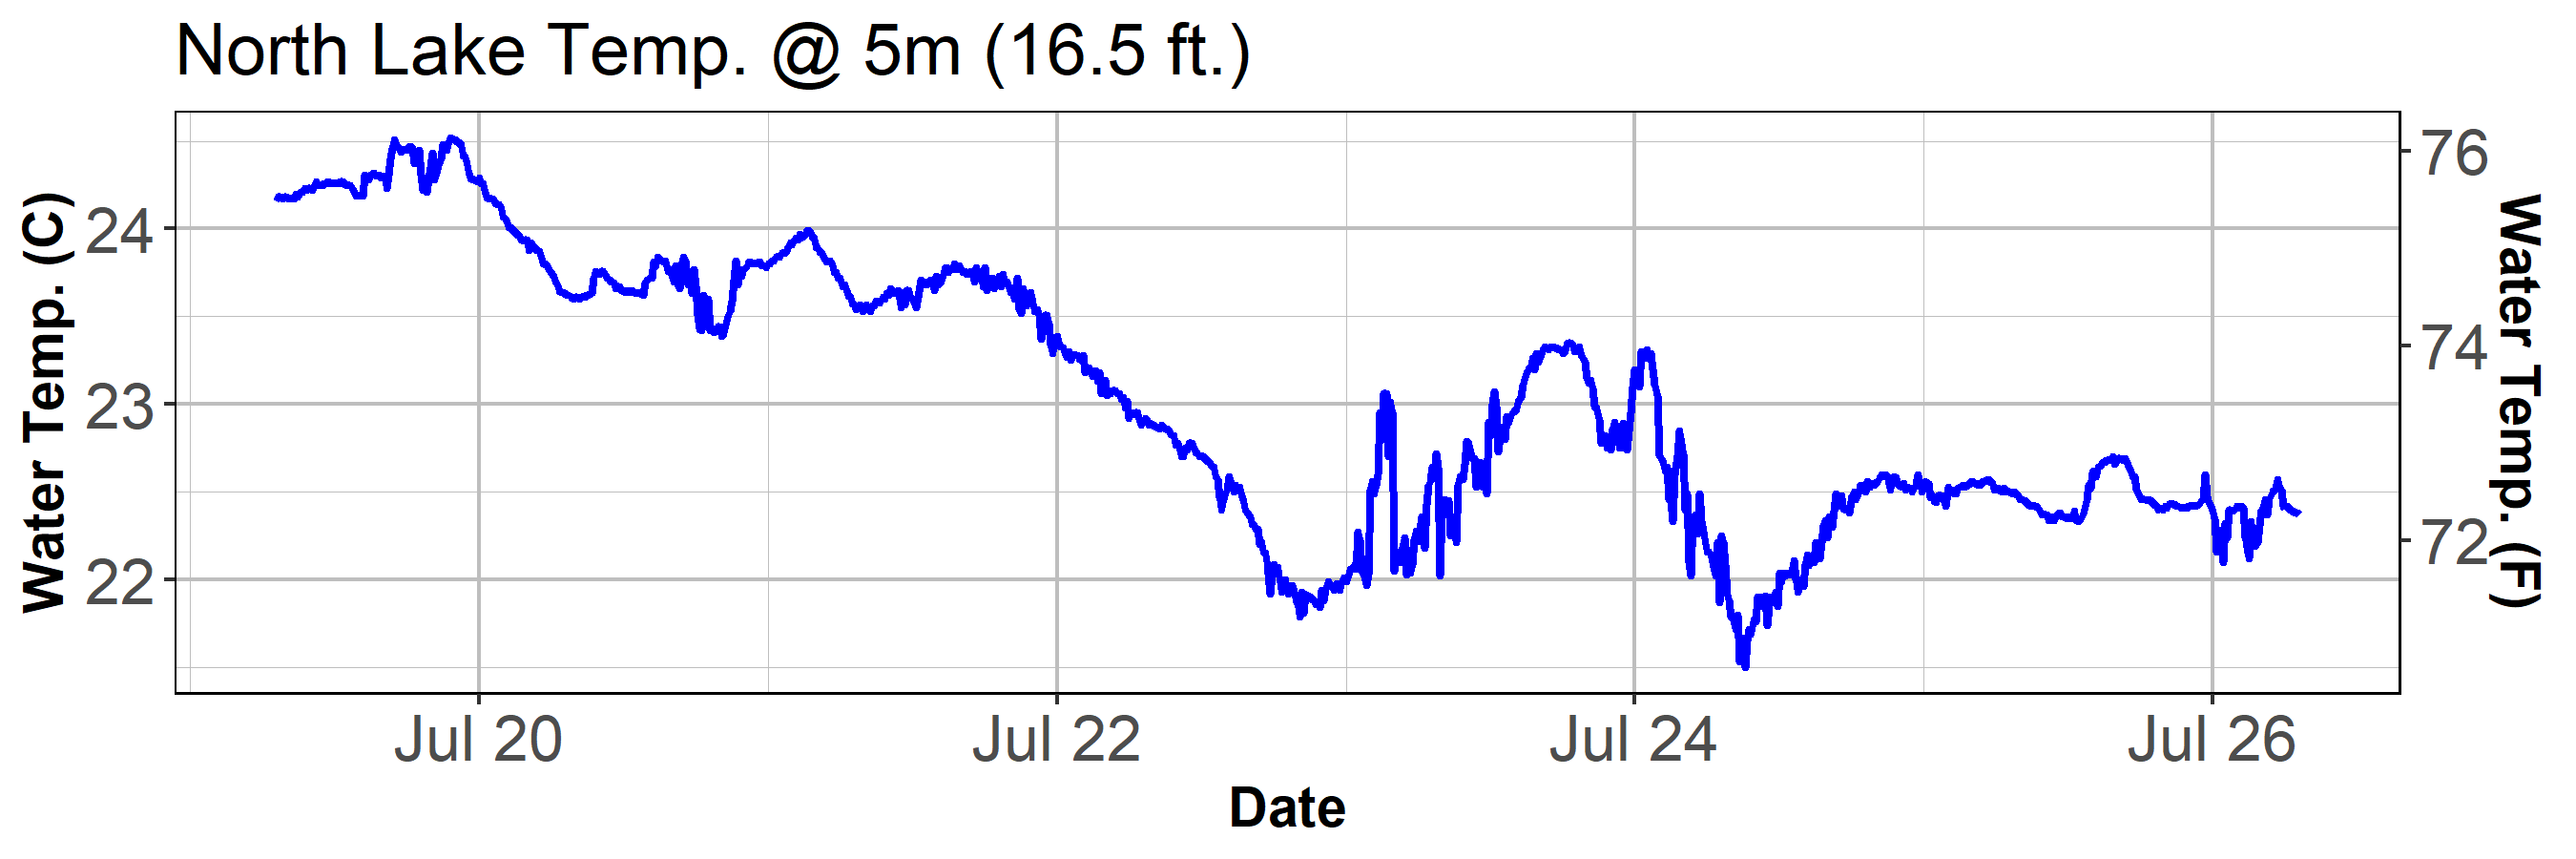 North Lake Temp. @ 5m (16.5 ft.)
Water Temp. (C)
24
23
22
76
74
72
Water Temp. (F)
Jul 20
Jul 22
Jul 24
Jul 26
Date